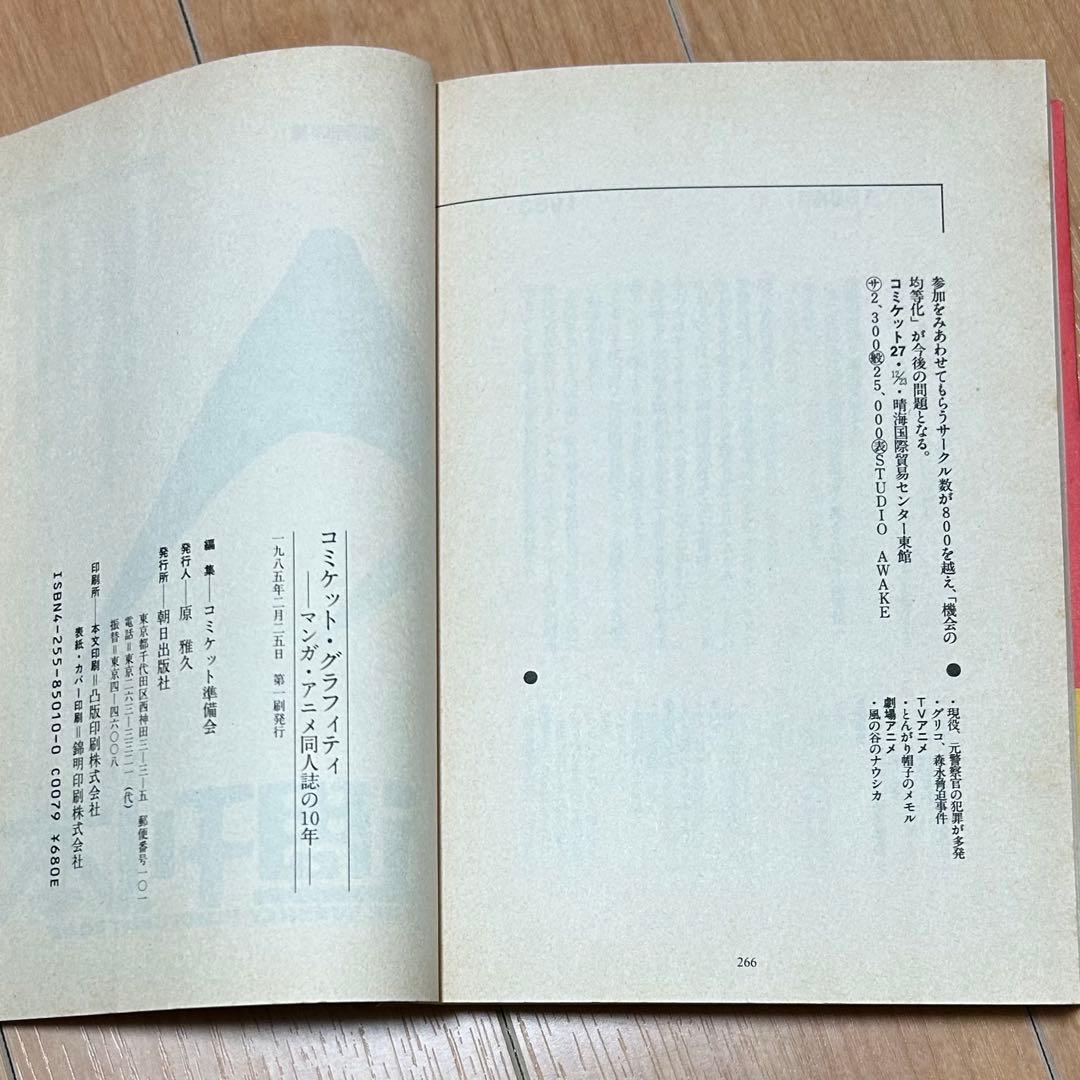 参加をみあわせてもらうサークル数が800を越え、「機会の
均等化」が今後の問題となる。
コミケット27・12/23・晴海国際貿易センター東館
㋚2,300㊗25,000㊫STUDIO AWAKE
・現役、元警察官の犯罪が多発
・グリコ、森永脅迫事件
TVアニメ
・とんがり帽子のメモル
劇場アニメ
・風の谷のナウシカ
266
コミケット・グラフィティ
——マンガ・アニメ同人誌の10年——
一九八五年二月二五日 第一刷発行
編集——コミケット準備会
発行人——原 雅久
発行所——朝日出版社
東京都千代田区西神田三—三—五 郵便番号一〇一
電話=東京二六三—三三二一(代)
振替=東京四—四六〇〇八
印刷所——本文印刷=凸版印刷株式会社
表紙・カバー印刷=錦明印刷株式会社
ISBN4-255-85010-0 C0079 ¥680E